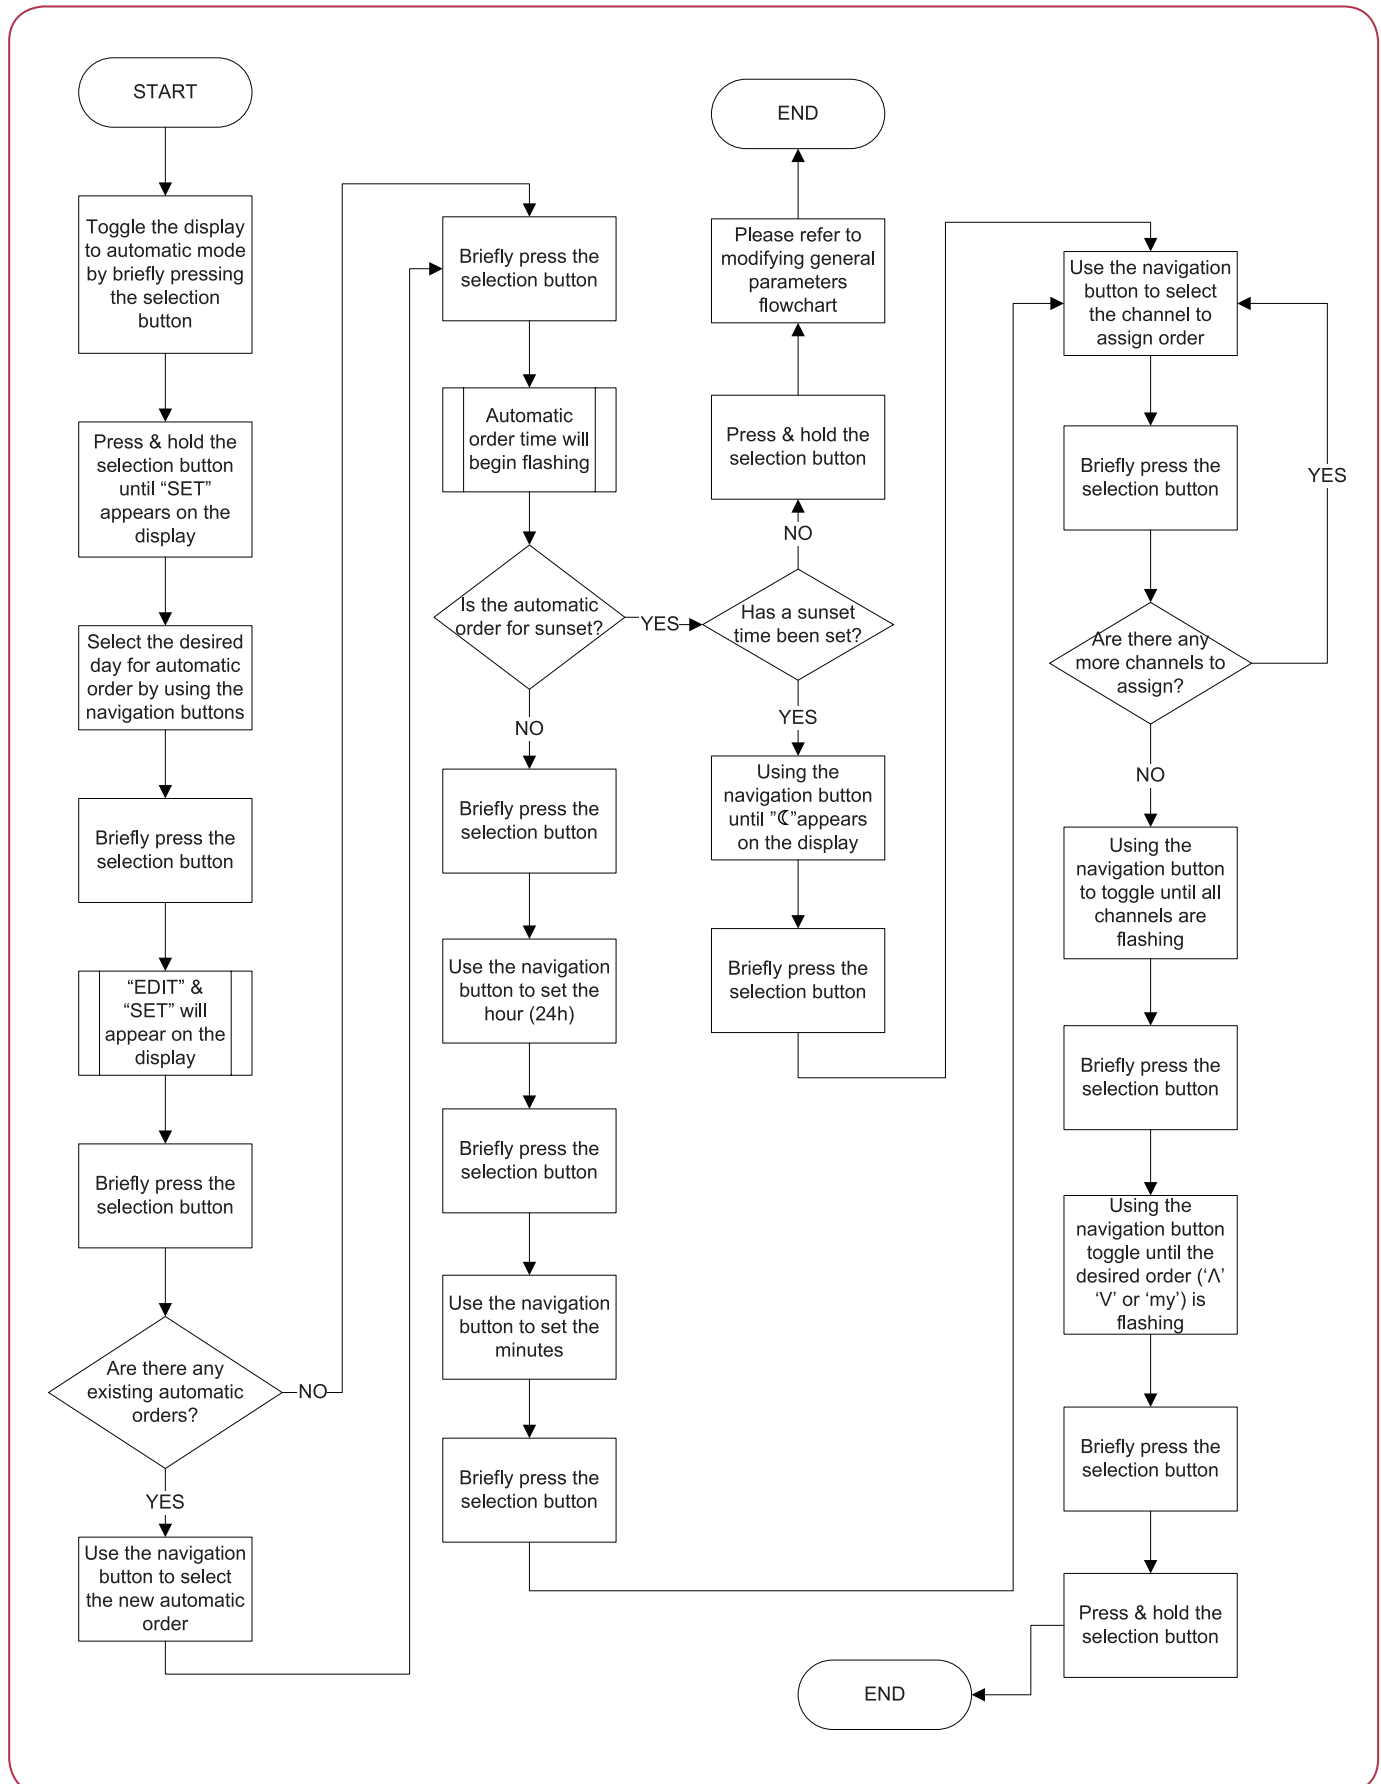 START
Toggle the display
to automatic mode
by briefly pressing
the selection
button
Press & hold the
selection button
until “SET”
appears on the
display
Select the desired
day for automatic
order by using the
navigation buttons
Briefly press the
selection button
“EDIT” &
“SET” will
appear on the
display
Briefly press the
selection button
Are there any
existing automatic
orders?
NO
YES
Use the navigation
button to select
the new automatic
order
Briefly press the
selection button
Automatic
order time will
begin flashing
Is the automatic
order for sunset?
YES
NO
Briefly press the
selection button
Use the navigation
button to set the
hour (24h)
Briefly press the
selection button
Use the navigation
button to set the
minutes
Briefly press the
selection button
END
Please refer to
modifying general
parameters
flowchart
Press & hold the
selection button
NO
Has a sunset
time been set?
YES
Using the
navigation button
until ”☾”appears
on the display
Briefly press the
selection button
Use the navigation
button to select
the channel to
assign order
Briefly press the
selection button
YES
Are there any
more channels to
assign?
NO
Using the
navigation button
to toggle until all
channels are
flashing
Briefly press the
selection button
Using the
navigation button
toggle until the
desired order (‘Λ’
‘V’ or ‘my’) is
flashing
Briefly press the
selection button
Press & hold the
selection button
END